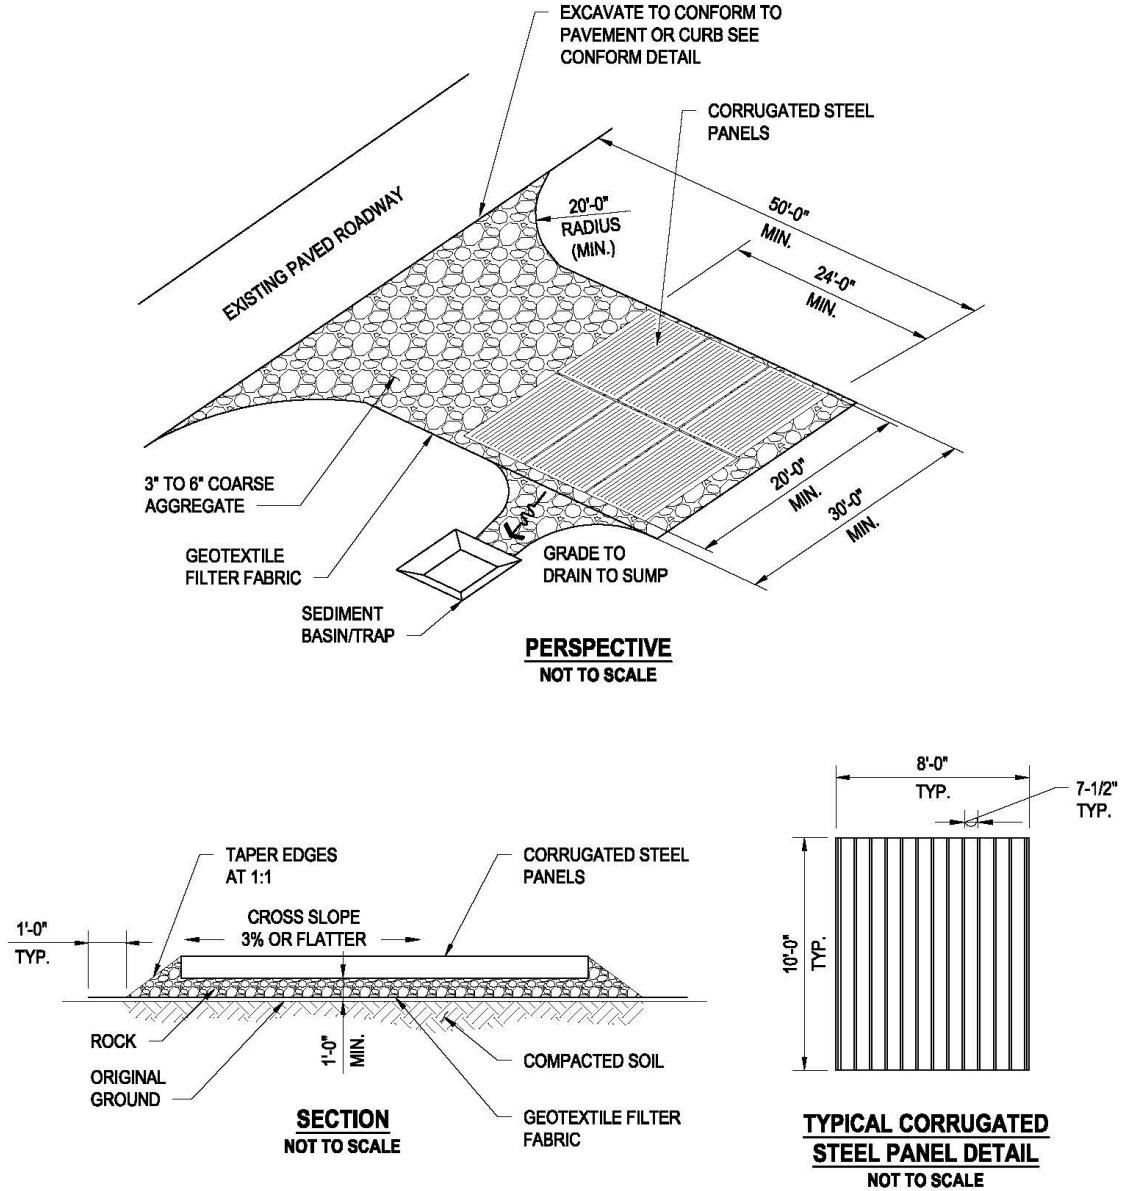 EXCAVATE TO CONFORM TO
PAVEMENT OR CURB SEE
CONFORM DETAIL
CORRUGATED STEEL
PANELS
EXISTING PAVED ROADWAY
20'-0"
RADIUS
(MIN.)
50'-0"
MIN.
24'-0"
MIN.
3" TO 6" COARSE
AGGREGATE
20'-0"
MIN.
30'-0"
MIN.
GEOTEXTILE
FILTER FABRIC
GRADE TO
DRAIN TO SUMP
SEDIMENT
BASIN/TRAP
PERSPECTIVE
NOT TO SCALE
TAPER EDGES
AT 1:1
CORRUGATED STEEL
PANELS
CROSS SLOPE
3% OR FLATTER
1'-0"
TYP.
ROCK
ORIGINAL
GROUND
1'-0"
MIN.
COMPACTED SOIL
GEOTEXTILE FILTER
FABRIC
SECTION
NOT TO SCALE
8'-0"
TYP.
7-1/2"
TYP.
10'-0"
TYP.
TYPICAL CORRUGATED
STEEL PANEL DETAIL
NOT TO SCALE